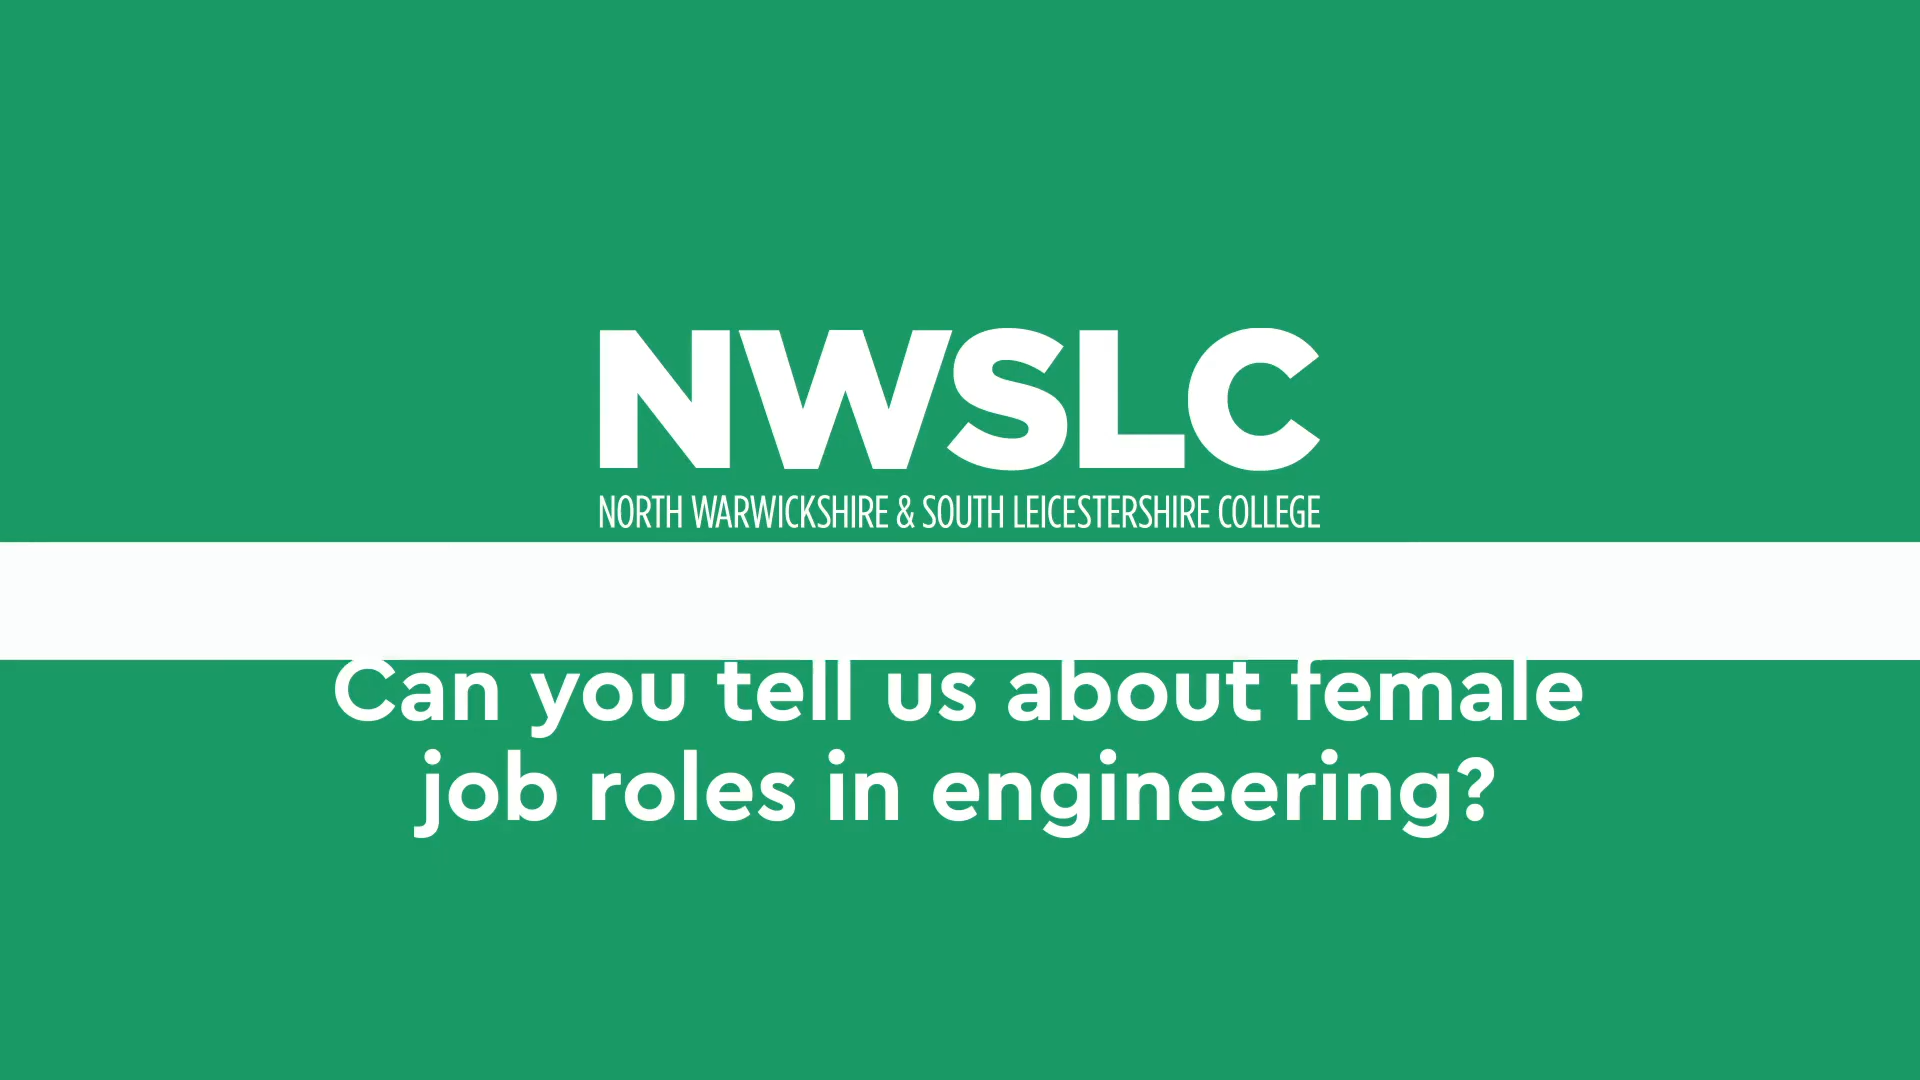 NWSLC
NORTH WARWICKSHIRE & SOUTH LEICESTERSHIRE COLLEGE
Can you tell us about female
job roles in engineering?